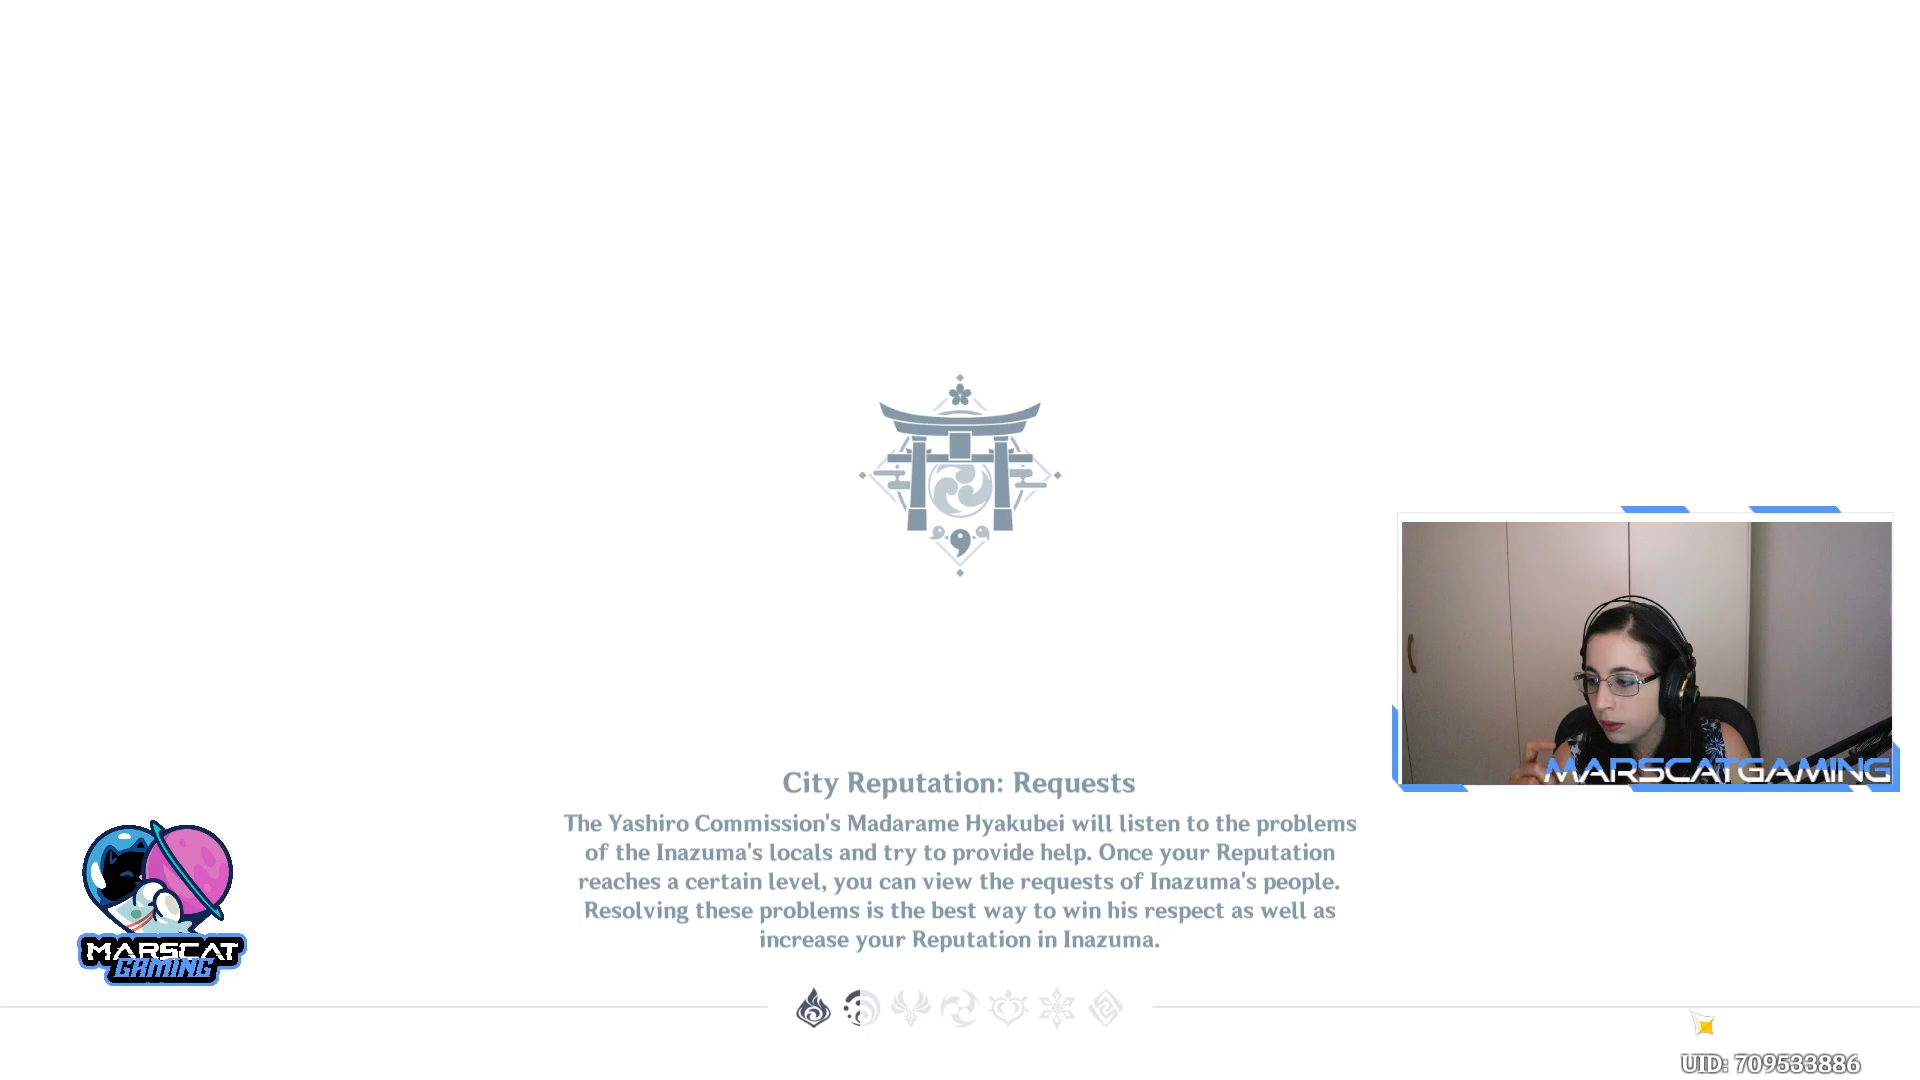 City Reputation: Requests
The Yashiro Commission's Madarame Hyakubei will listen to the problems
of the Inazuma's locals and try to provide help. Once your Reputation
reaches a certain level, you can view the requests of Inazuma's people.
Resolving these problems is the best way to win his respect as well as
increase your Reputation in Inazuma.
MARSCATGAMING
MARSCAT
GAMING
UID: 709533886